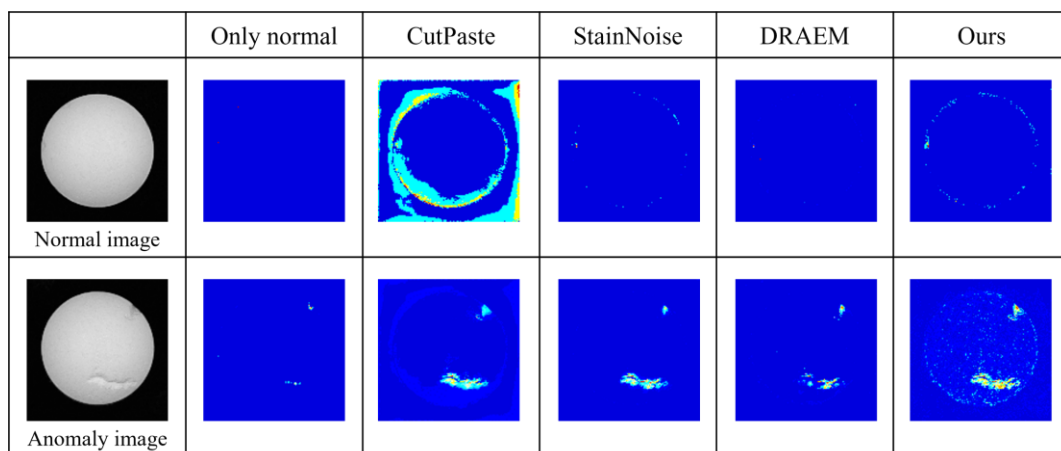 Only normal
CutPaste
StainNoise
DRAEM
Ours
Normal image
Anomaly image